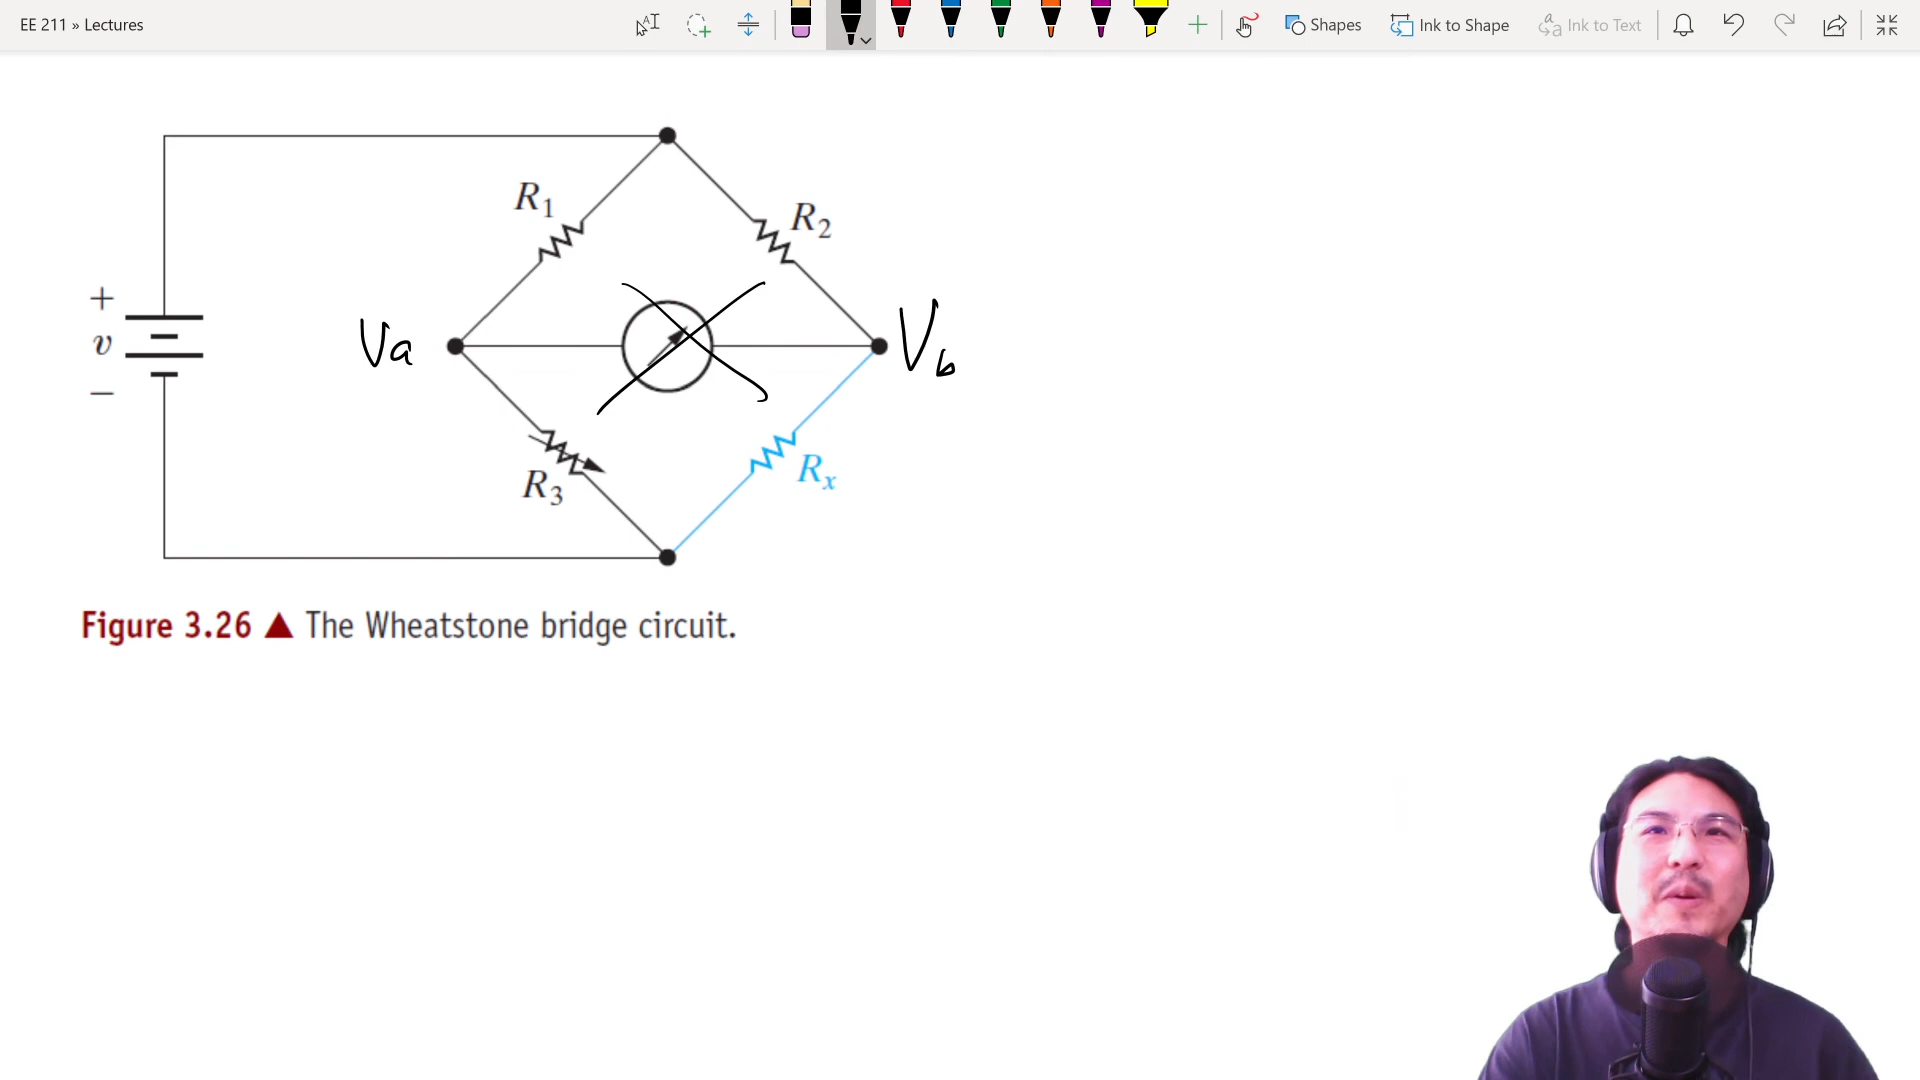 EE 211 » Lectures
Shapes
Ink to Shape
Ink to Text
R1
R2
+
v
−
Va
Vb
R3
Rx
Figure 3.26 ▲ The Wheatstone bridge circuit.